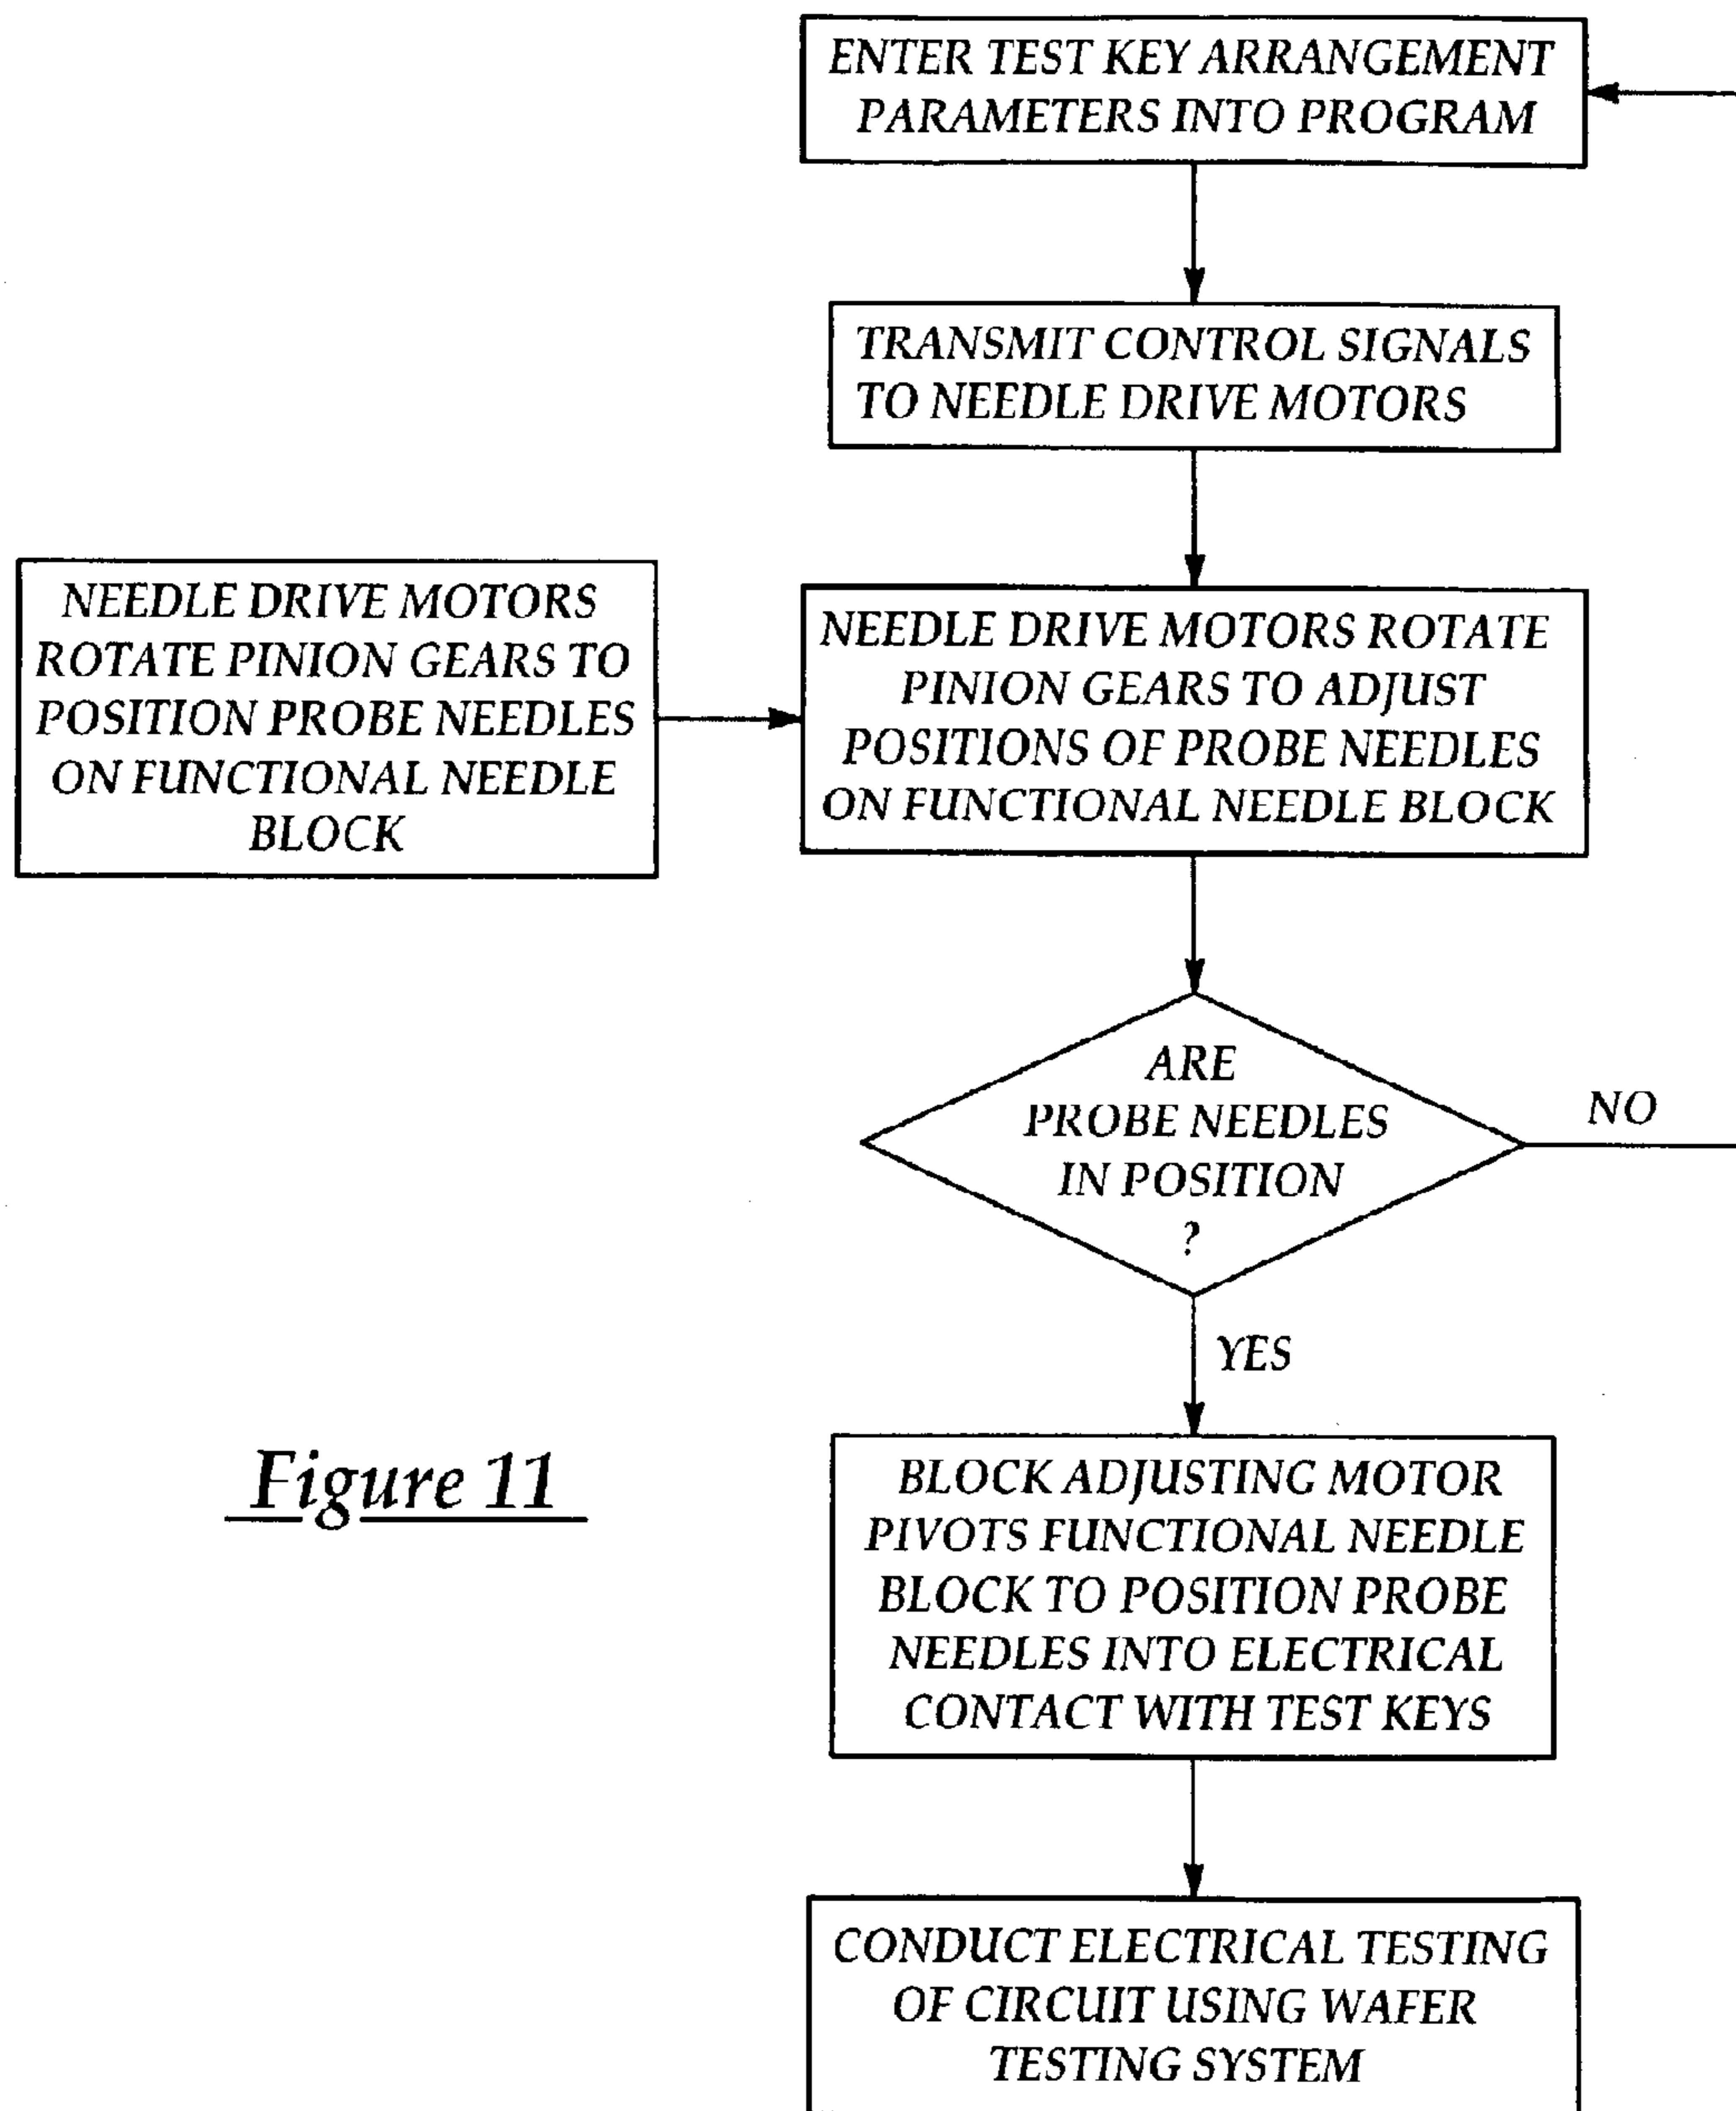 ENTER TEST KEY ARRANGEMENT
PARAMETERS INTO PROGRAM
TRANSMIT CONTROL SIGNALS
TO NEEDLE DRIVE MOTORS
NEEDLE DRIVE MOTORS
ROTATE PINION GEARS TO
POSITION PROBE NEEDLES
ON FUNCTIONAL NEEDLE
BLOCK
NEEDLE DRIVE MOTORS ROTATE
PINION GEARS TO ADJUST
POSITIONS OF PROBE NEEDLES
ON FUNCTIONAL NEEDLE BLOCK
ARE
PROBE NEEDLES
IN POSITION
?
NO
YES
BLOCK ADJUSTING MOTOR
PIVOTS FUNCTIONAL NEEDLE
BLOCK TO POSITION PROBE
NEEDLES INTO ELECTRICAL
CONTACT WITH TEST KEYS
Figure 11
CONDUCT ELECTRICAL TESTING
OF CIRCUIT USING WAFER
TESTING SYSTEM